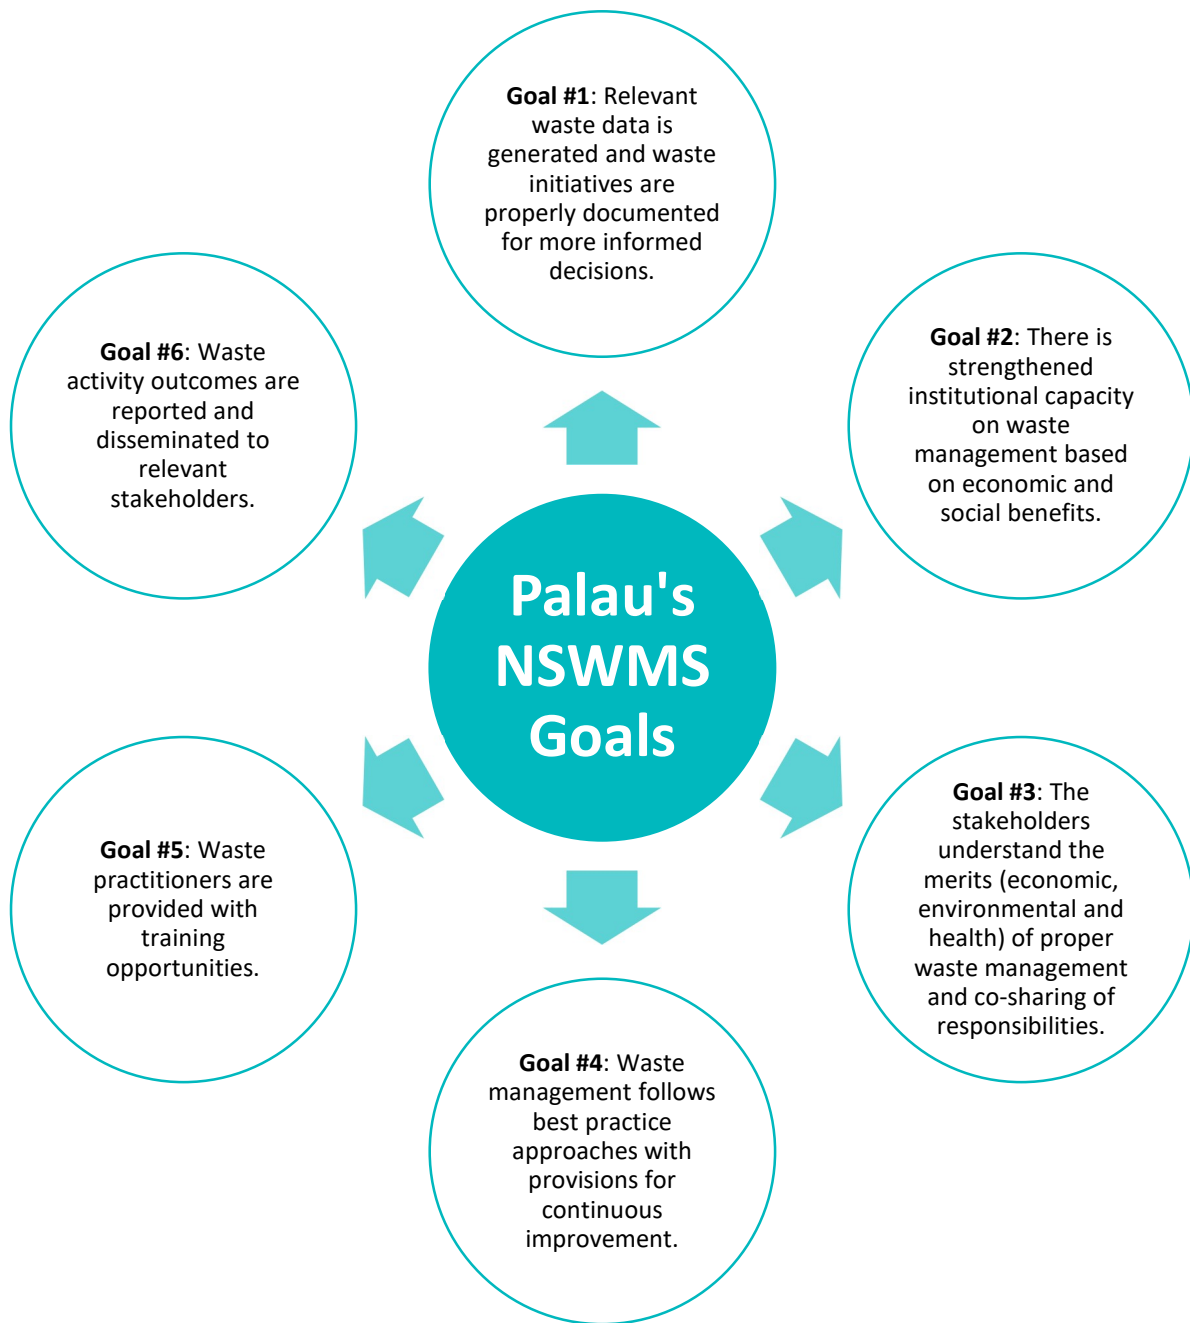 Goal #1: Relevant
waste data is
generated and waste
initiatives are
properly documented
for more informed
decisions.
Goal #2: There is
strengthened
institutional capacity
on waste
management based
on economic and
social benefits.
Goal #3: The
stakeholders
understand the
merits (economic,
environmental and
health) of proper
waste management
and co-sharing of
responsibilities.
Goal #4: Waste
management follows
best practice
approaches with
provisions for
continuous
improvement.
Goal #5: Waste
practitioners are
provided with
training
opportunities.
Goal #6: Waste
activity outcomes are
reported and
disseminated to
relevant
stakeholders.
Palau's
NSWMS
Goals